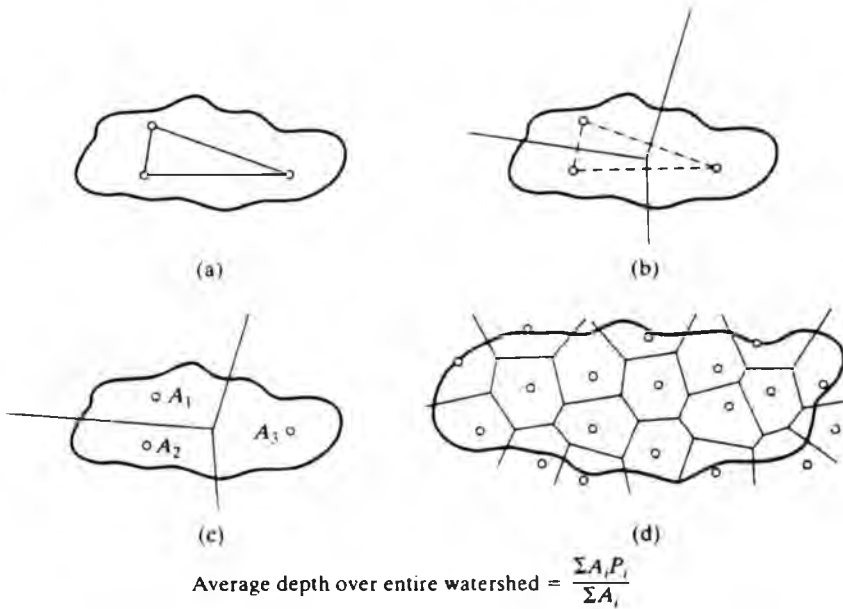 (a)
(b)
A₁
A₂
A₃
(c)
(d)
Average depth over entire watershed = ΣAᵢPᵢ / ΣAᵢ